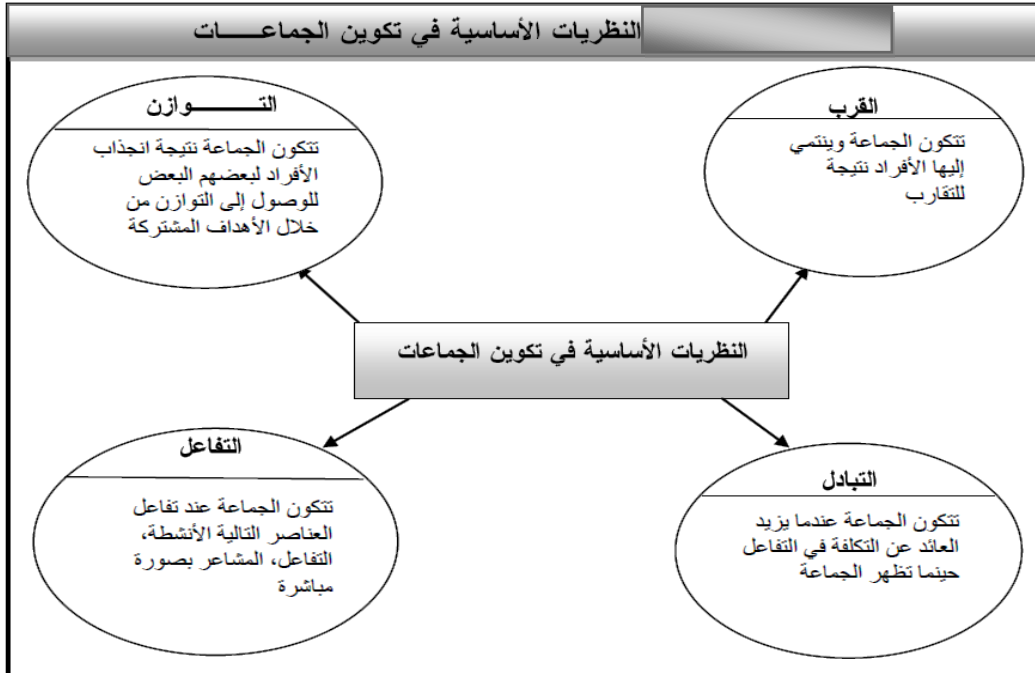 النظريات الأساسية في تكوين الجماعـــــات
القرب
تتكون الجماعة وينتمي
إليها الأفراد نتيجة
للتقارب
التـــــــــوازن
تتكون الجماعة نتيجة انجذاب
الأفراد لبعضهم البعض
للوصول إلى التوازن من
خلال الأهداف المشتركة
النظريات الأساسية في تكوين الجماعات
التبادل
تتكون الجماعة عندما يزيد
العائد عن التكلفة في التفاعل
حينما تظهر الجماعة
التفاعل
تتكون الجماعة عند تفاعل
العناصر التالية الأنشطة،
التفاعل، المشاعر بصورة
مباشرة